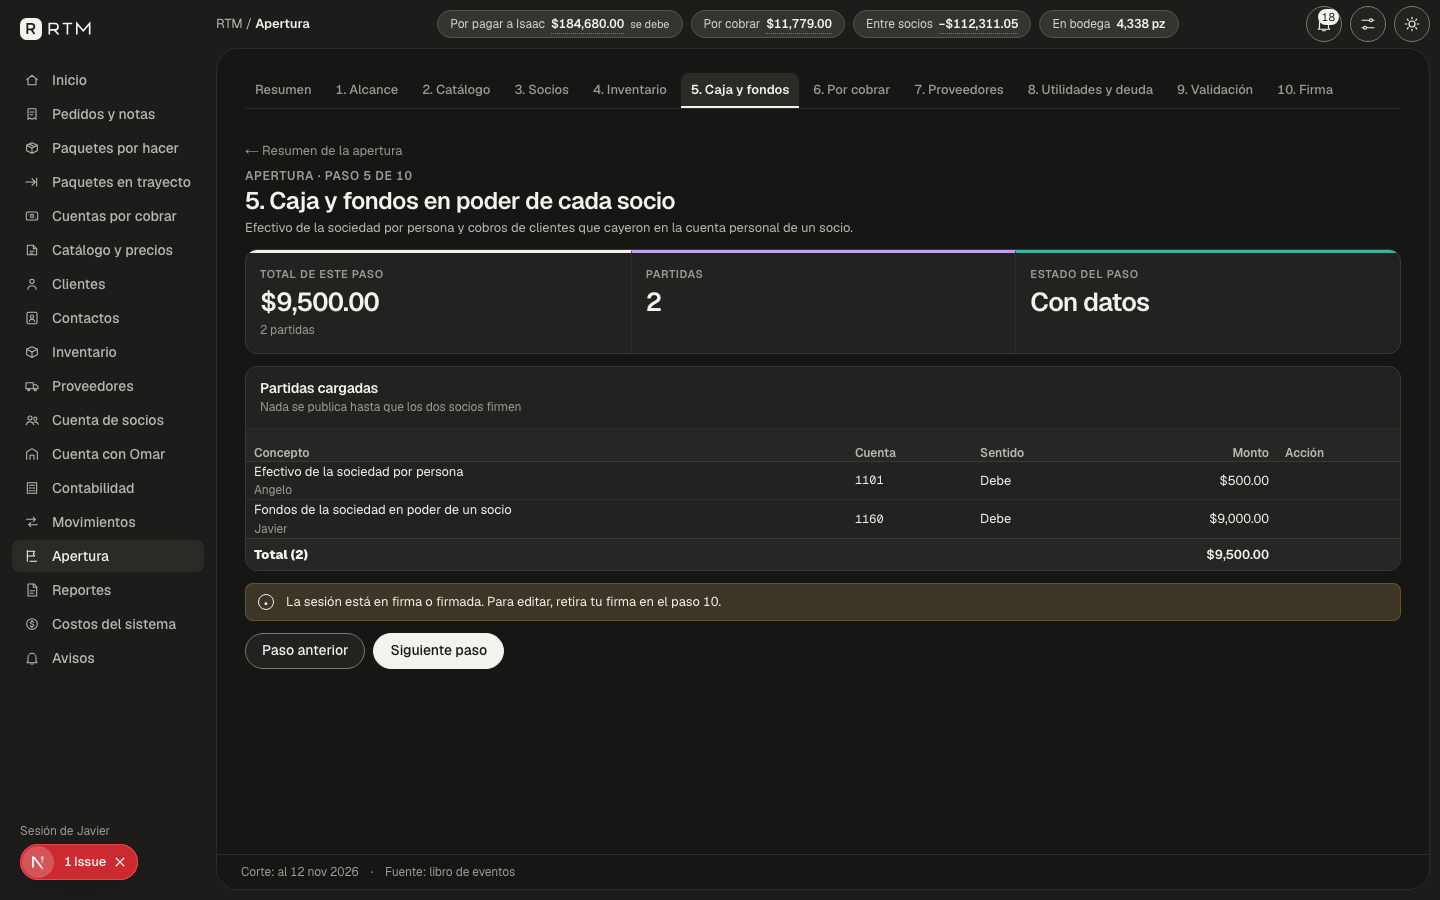 R RTM
RTM / Apertura
Por pagar a Isaac $184,680.00 se debe
Por cobrar $11,779.00
Entre socios −$112,311.05
En bodega 4,338 pz
18
Inicio
Pedidos y notas
Paquetes por hacer
Paquetes en trayecto
Cuentas por cobrar
Catálogo y precios
Clientes
Contactos
Inventario
Proveedores
Cuenta de socios
Cuenta con Omar
Contabilidad
Movimientos
Apertura
Reportes
Costos del sistema
Avisos
Sesión de Javier
N 1 Issue
Resumen
1. Alcance
2. Catálogo
3. Socios
4. Inventario
5. Caja y fondos
6. Por cobrar
7. Proveedores
8. Utilidades y deuda
9. Validación
10. Firma
← Resumen de la apertura
APERTURA · PASO 5 DE 10
5. Caja y fondos en poder de cada socio
Efectivo de la sociedad por persona y cobros de clientes que cayeron en la cuenta personal de un socio.
TOTAL DE ESTE PASO
$9,500.00
2 partidas
PARTIDAS
2
ESTADO DEL PASO
Con datos
Partidas cargadas
Nada se publica hasta que los dos socios firmen
Concepto Cuenta Sentido Monto Acción
Efectivo de la sociedad por persona
Angelo
1101 Debe $500.00
Fondos de la sociedad en poder de un socio
Javier
1160 Debe $9,000.00
Total (2) $9,500.00
La sesión está en firma o firmada. Para editar, retira tu firma en el paso 10.
Paso anterior
Siguiente paso
Corte: al 12 nov 2026 · Fuente: libro de eventos